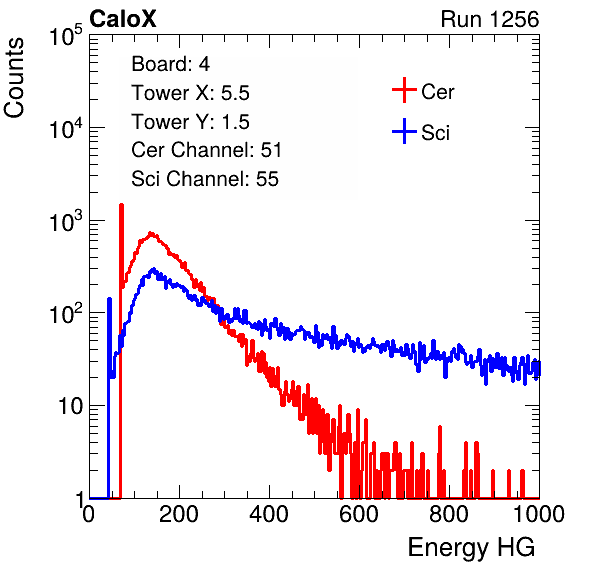 CaloX Run 1256
Counts
10^5
10^4
10^3
10^2
10
1
Board: 4
Tower X: 5.5
Tower Y: 1.5
Cer Channel: 51
Sci Channel: 55
Cer
Sci
0 200 400 600 800 1000
Energy HG